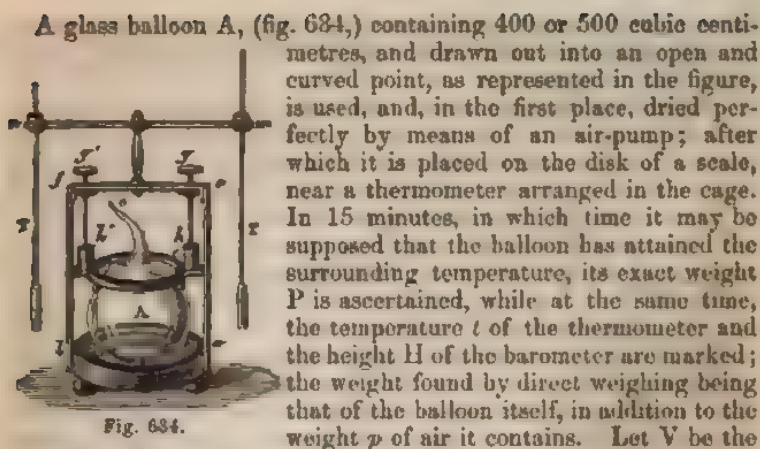 A glass balloon A, (fig. 684,) containing 400 or 500 cubic centi-
metres, and drawn out into an open and
curved point, as represented in the figure,
is used, and, in the first place, dried per-
fectly by means of an air-pump; after
which it is placed on the disk of a scale,
near a thermometer arranged in the cage.
In 15 minutes, in which time it may be
supposed that the balloon has attained the
surrounding temperature, its exact weight
P is ascertained, while at the same time,
the temperature t of the thermometer and
the height H of the barometer are marked;
the weight found by direct weighing being
that of the balloon itself, in addition to the
weight p of air it contains. Let V be the
A
Fig. 684.